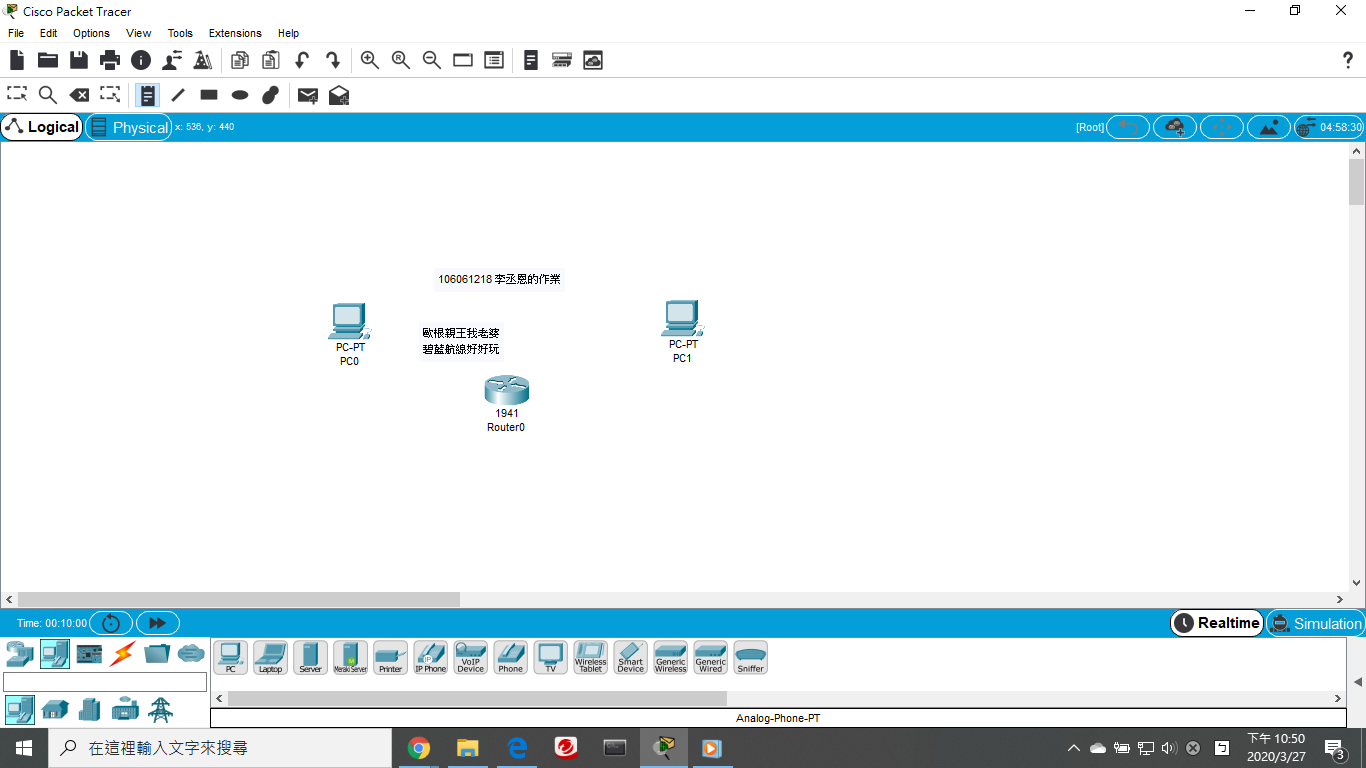 Cisco Packet Tracer
File Edit Options View Tools Extensions Help
Logical Physical x: 536, y: 440 [Root] 04:58:30
106061218 李丞恩的作業
歐根親王我老婆
碧藍航線好好玩
PC-PT
PC0
PC-PT
PC1
1941
Router0
Time: 00:10:00 Realtime Simulation
PC Laptop Server Meraki Server Printer IP Phone VoIP Device Phone TV Wireless Tablet Smart Device Generic Wireless Generic Wired Sniffer
Analog-Phone-PT
在這裡輸入文字來搜尋
下午 10:50
2020/3/27
3